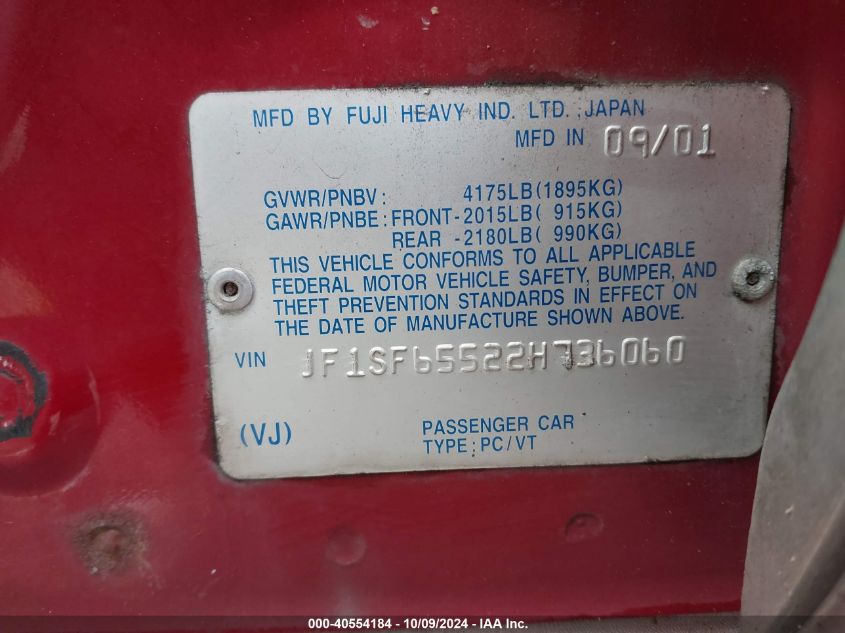 MFD BY FUJI HEAVY IND. LTD. JAPAN
MFD IN 09/01
GVWR/PNBV: 4175LB(1895KG)
GAWR/PNBE: FRONT-2015LB( 915KG)
REAR -2180LB( 990KG)
THIS VEHICLE CONFORMS TO ALL APPLICABLE
FEDERAL MOTOR VEHICLE SAFETY, BUMPER, AND
THEFT PREVENTION STANDARDS IN EFFECT ON
THE DATE OF MANUFACTURE SHOWN ABOVE.
VIN JF1SF65522H736060
(VJ) PASSENGER CAR
TYPE: PC/VT
000-40554184 - 10/09/2024 - IAA Inc.